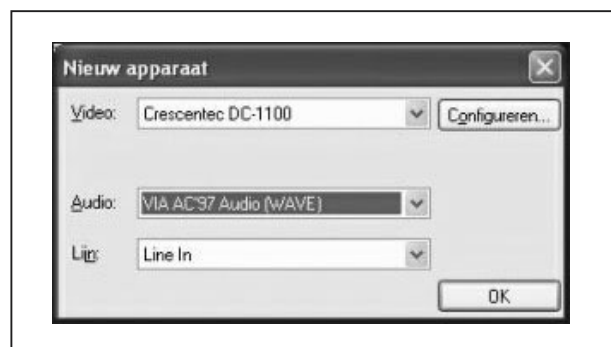 Nieuw apparaat
Video: Crescentec DC-1100 Configureren...
Audio: VIA AC'97 Audio (WAVE)
Lijn: Line In
OK